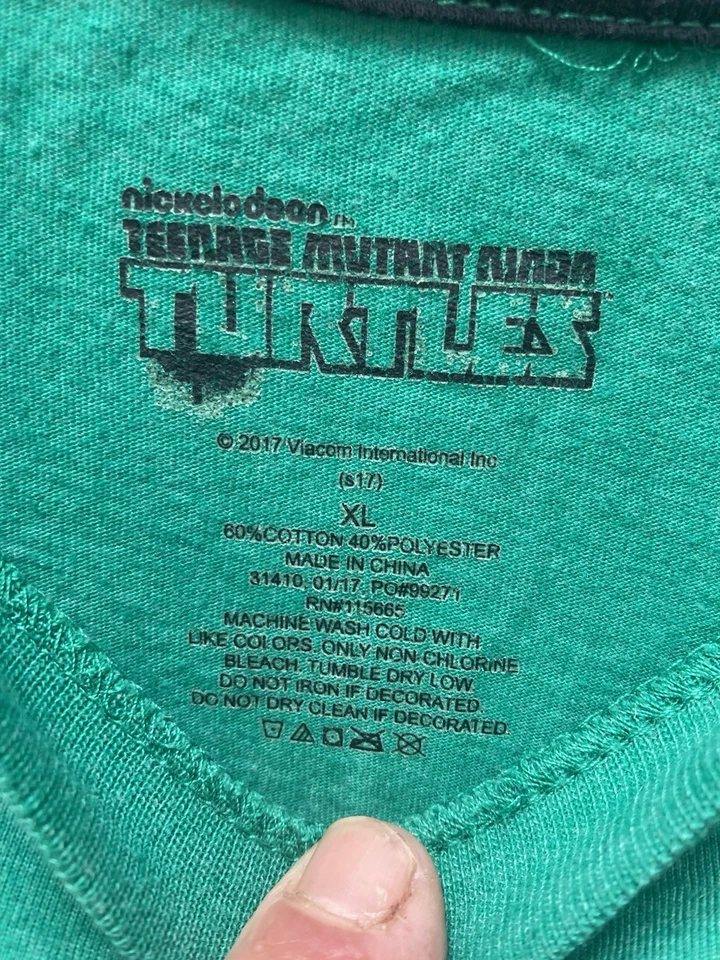 nickelodeon™
TEENAGE MUTANT NINJA
TURTLES
© 2017 Viacom International Inc
(s17)
XL
60%COTTON 40%POLYESTER
MADE IN CHINA
31410, 01/17, PO#99271
RN#115665
MACHINE WASH COLD WITH
LIKE COLORS. ONLY NON-CHLORINE
BLEACH. TUMBLE DRY LOW.
DO NOT IRON IF DECORATED.
DO NOT DRY CLEAN IF DECORATED.